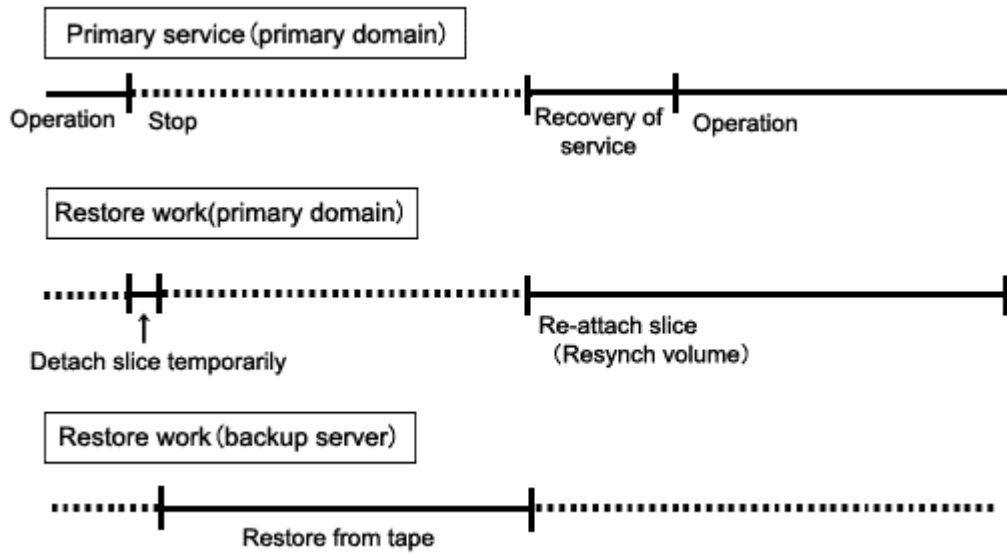 Primary service (primary domain)
Operation
Stop
Recovery of
service
Operation
Restore work(primary domain)
Detach slice temporarily
Re-attach slice
(Resynch volume)
Restore work (backup server)
Restore from tape